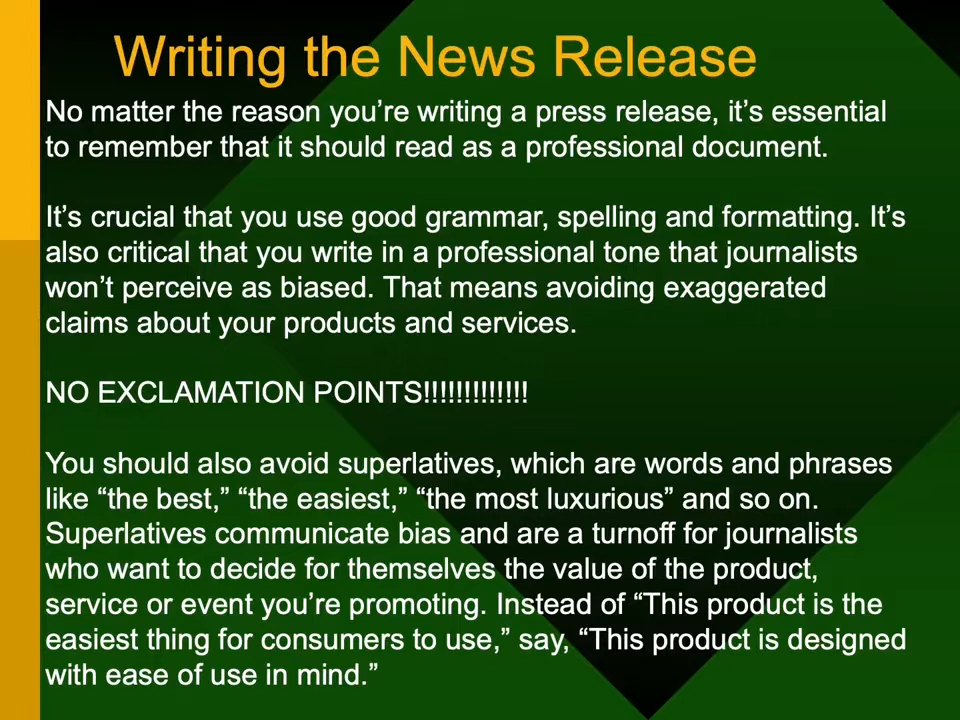 Writing the News Release
No matter the reason you’re writing a press release, it’s essential
to remember that it should read as a professional document.
It’s crucial that you use good grammar, spelling and formatting. It’s
also critical that you write in a professional tone that journalists
won’t perceive as biased. That means avoiding exaggerated
claims about your products and services.
NO EXCLAMATION POINTS!!!!!!!!!!!!!
You should also avoid superlatives, which are words and phrases
like “the best,” “the easiest,” “the most luxurious” and so on.
Superlatives communicate bias and are a turnoff for journalists
who want to decide for themselves the value of the product,
service or event you’re promoting. Instead of “This product is the
easiest thing for consumers to use,” say, “This product is designed
with ease of use in mind.”